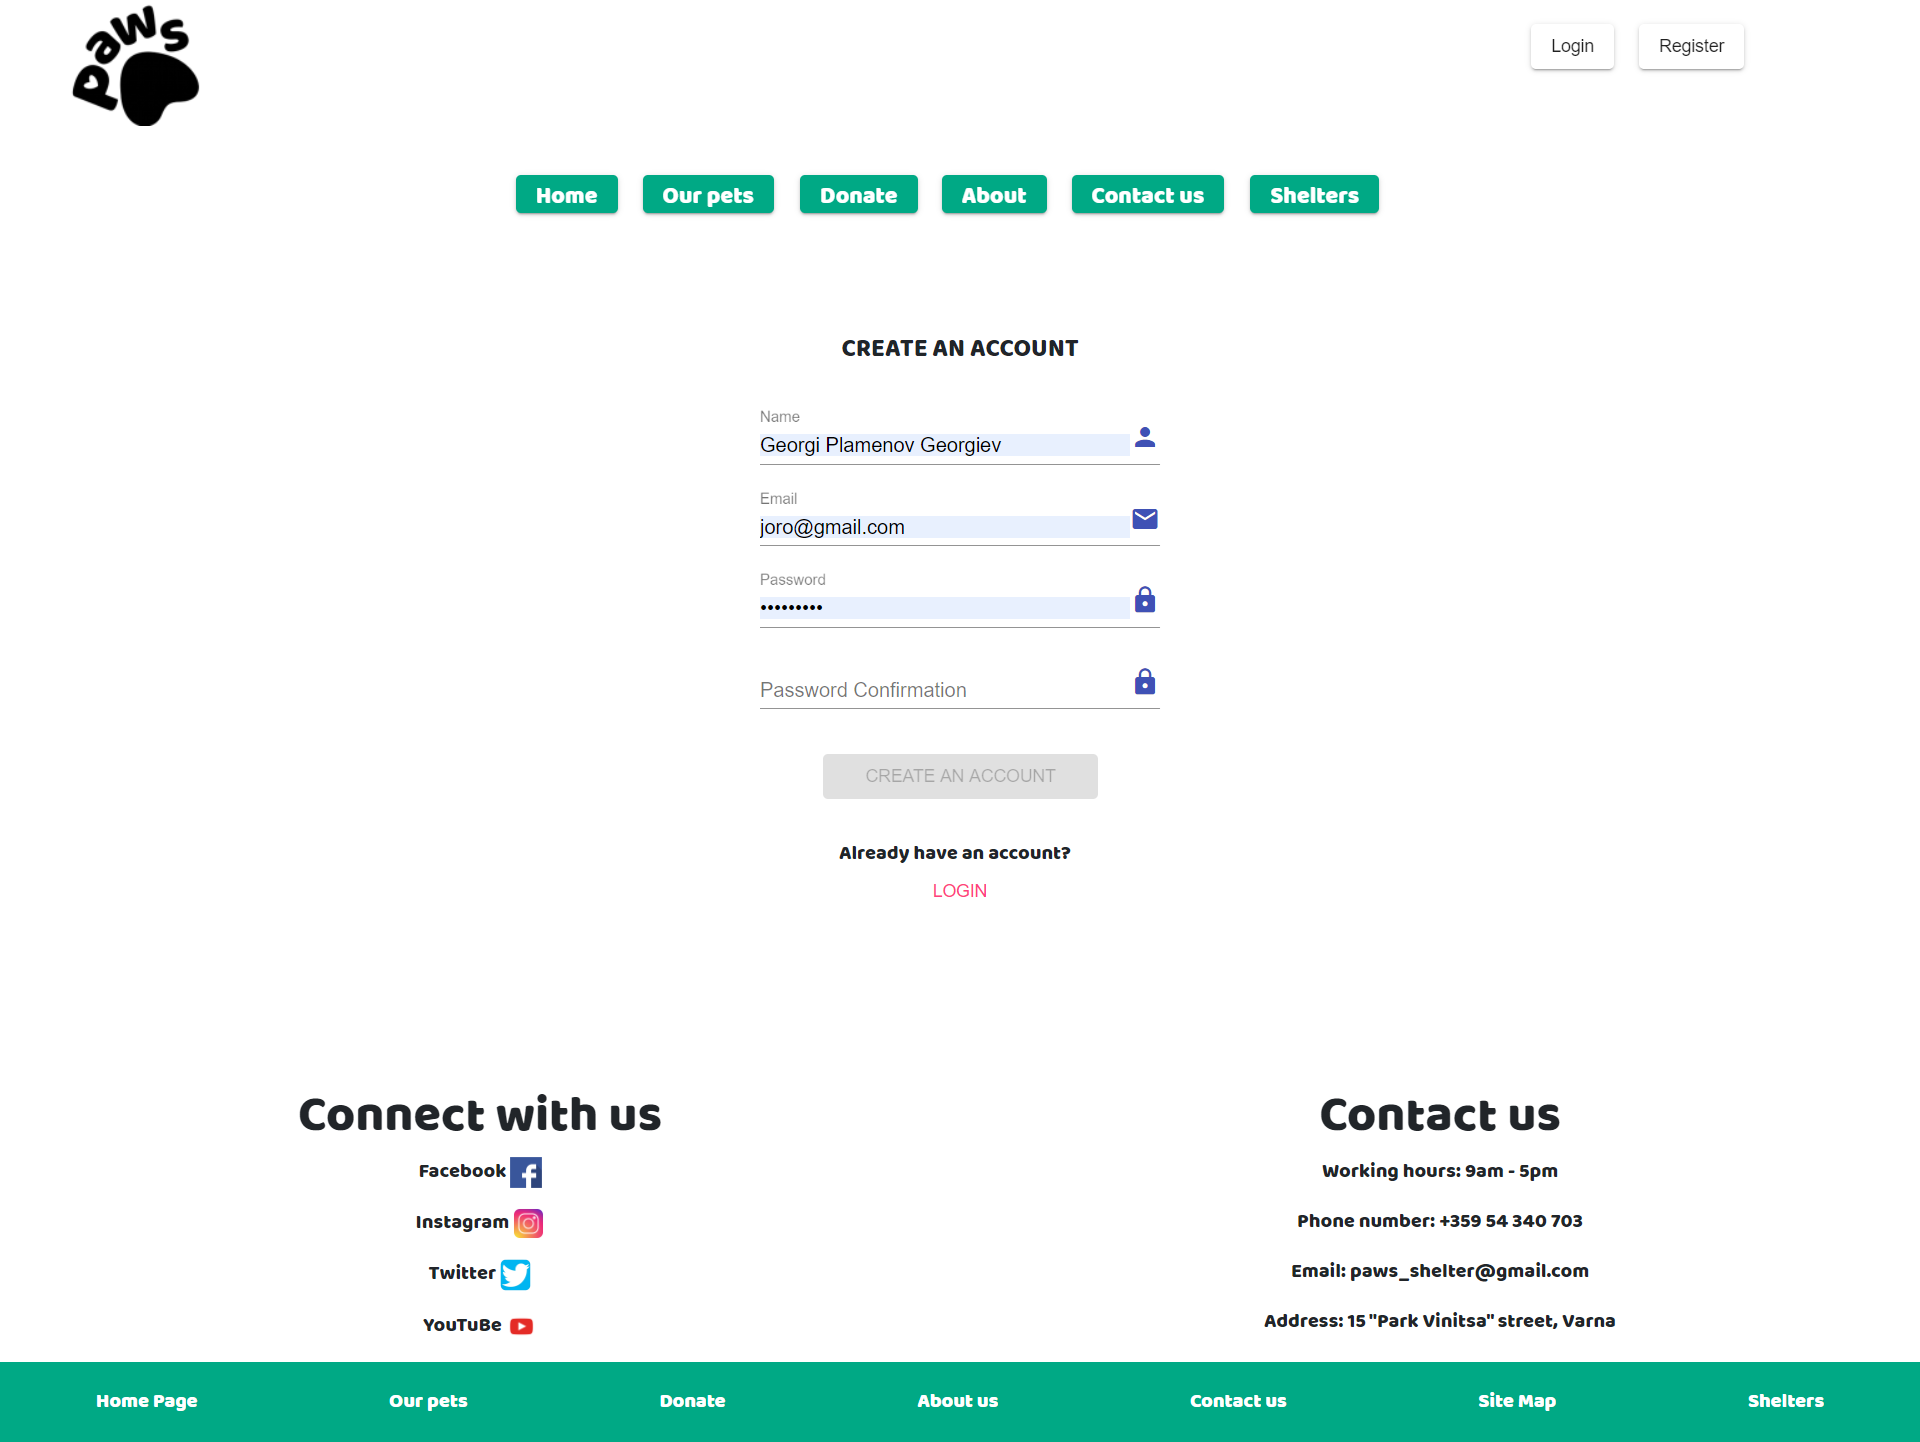 paws
Login
Register
Home
Our pets
Donate
About
Contact us
Shelters
CREATE AN ACCOUNT
Name
Georgi Plamenov Georgiev
Email
joro@gmail.com
Password
•••••••••
Password Confirmation
CREATE AN ACCOUNT
Already have an account?
LOGIN
Connect with us
Facebook
Instagram
Twitter
YouTuBe
Contact us
Working hours: 9am - 5pm
Phone number: +359 54 340 703
Email: paws_shelter@gmail.com
Address: 15 "Park Vinitsa" street, Varna
Home Page
Our pets
Donate
About us
Contact us
Site Map
Shelters